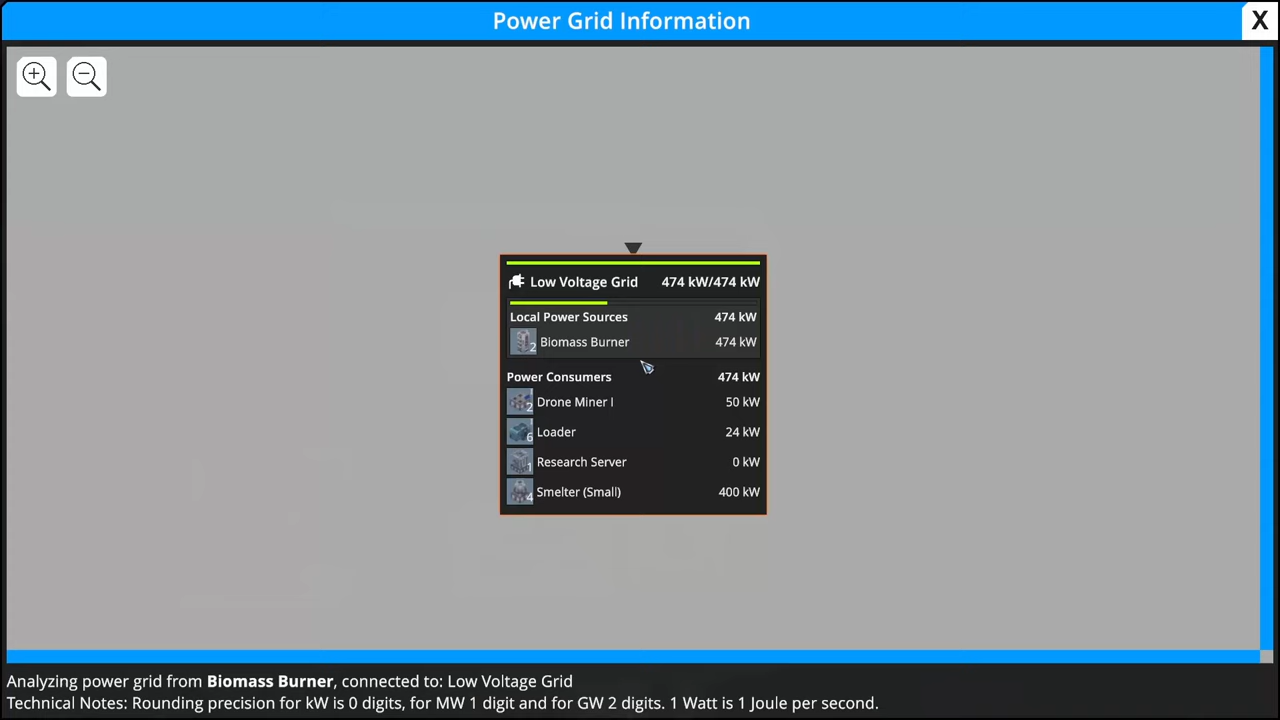 Power Grid Information
X
Low Voltage Grid 474 kW/474 kW
Local Power Sources 474 kW
2 Biomass Burner 474 kW
Power Consumers 474 kW
2 Drone Miner I 50 kW
6 Loader 24 kW
1 Research Server 0 kW
4 Smelter (Small) 400 kW
Analyzing power grid from Biomass Burner, connected to: Low Voltage Grid
Technical Notes: Rounding precision for kW is 0 digits, for MW 1 digit and for GW 2 digits. 1 Watt is 1 Joule per second.